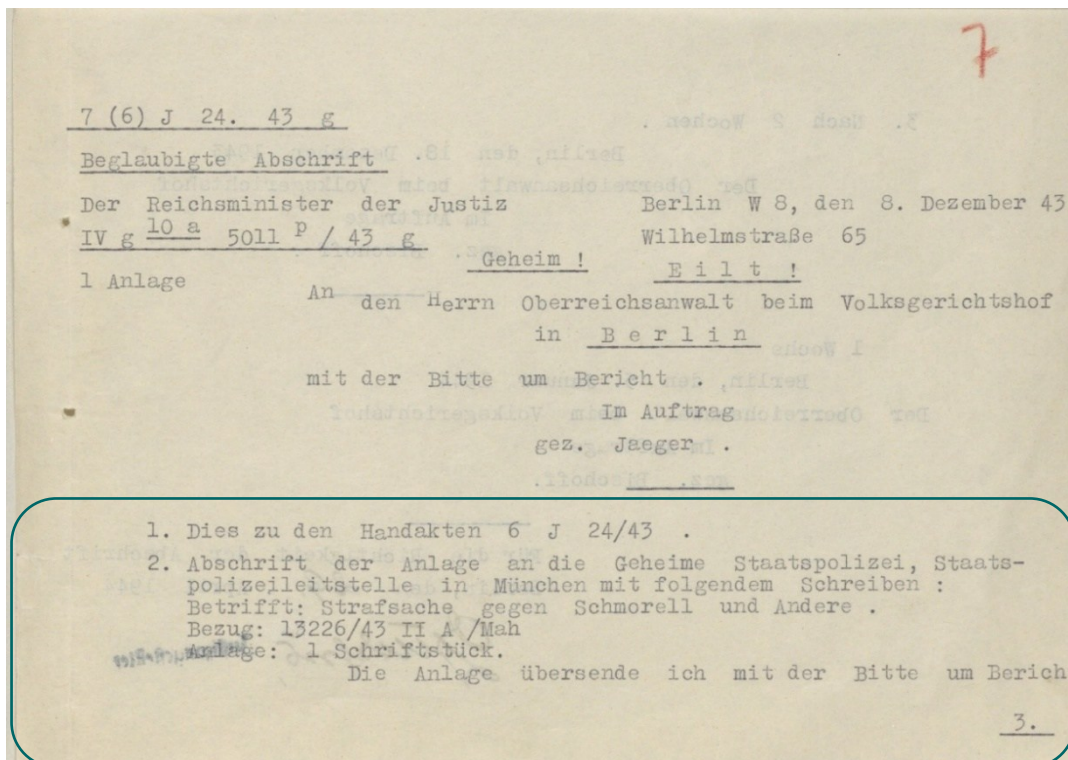 7
7 (6) J 24. 43 g
Beglaubigte Abschrift
Der Reichsminister der Justiz Berlin W 8, den 8. Dezember 43
IV g 10 a 5011 p / 43 g Wilhelmstraße 65
Geheim ! E i l t !
1 Anlage
An
den Herrn Oberreichsanwalt beim Volksgerichtshof
in B e r l i n
mit der Bitte um Bericht .
Im Auftrag
gez. Jaeger .
1. Dies zu den Handakten 6 J 24/43 .
2. Abschrift der Anlage an die Geheime Staatspolizei, Staats-
polizeileitstelle in München mit folgendem Schreiben :
Betrifft: Strafsache gegen Schmorell und Andere .
Bezug: 13226/43 II A /Mah
Anlage: 1 Schriftstück.
Die Anlage übersende ich mit der Bitte um Berich
3.